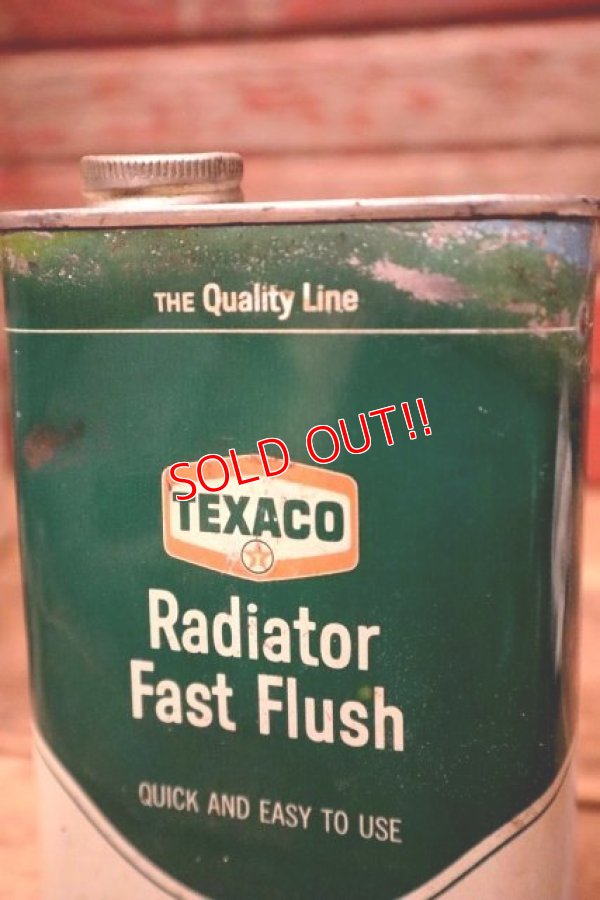 THE Quality Line
SOLD OUT!!
TEXACO
Radiator
Fast Flush
QUICK AND EASY TO USE